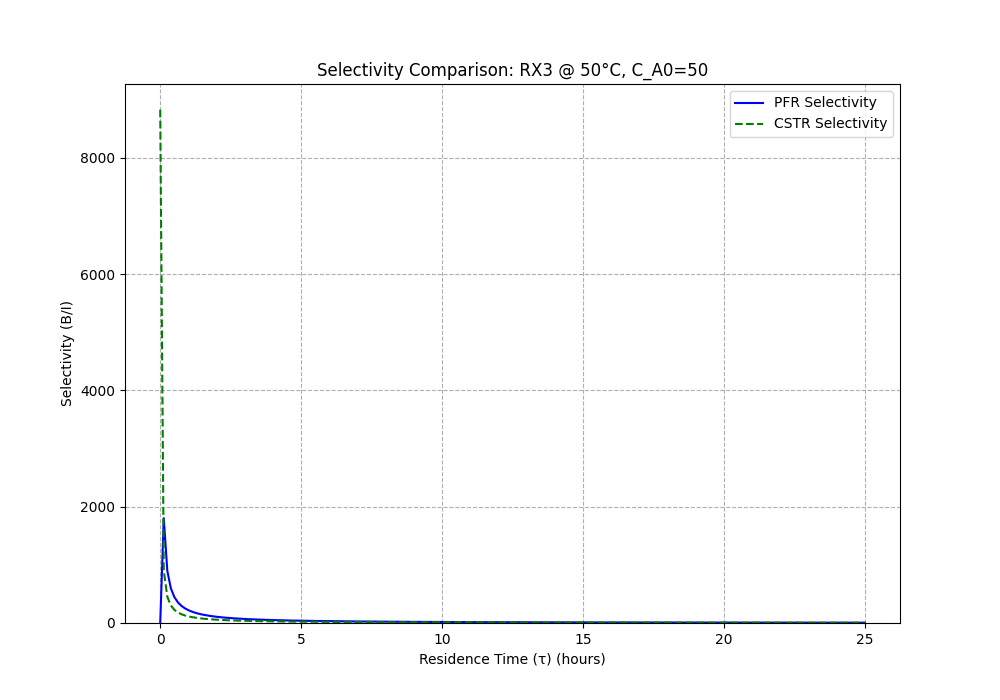 Selectivity Comparison: RX3 @ 50°C, C_A0=50
PFR Selectivity
CSTR Selectivity
Selectivity (B/I)
8000
6000
4000
2000
0
0 5 10 15 20 25
Residence Time (τ) (hours)